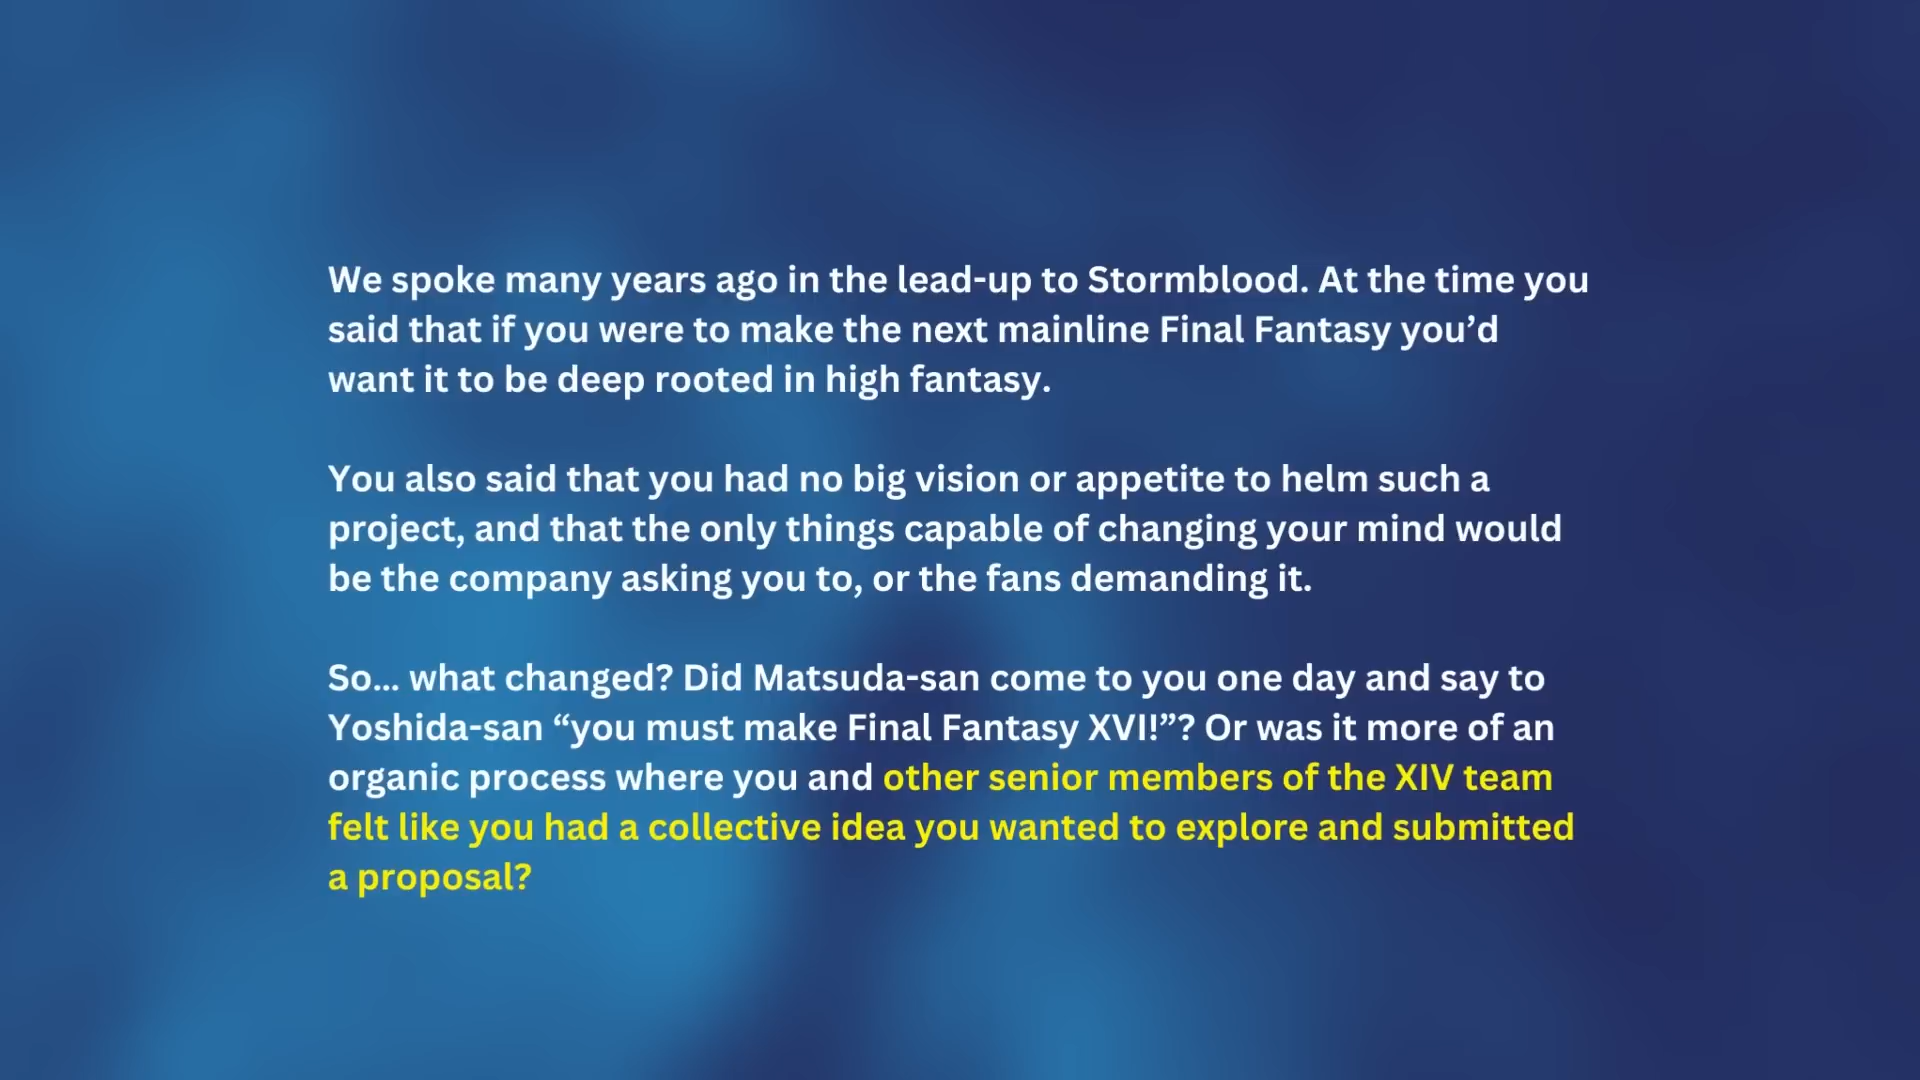 We spoke many years ago in the lead-up to Stormblood. At the time you
said that if you were to make the next mainline Final Fantasy you’d
want it to be deep rooted in high fantasy.
You also said that you had no big vision or appetite to helm such a
project, and that the only things capable of changing your mind would
be the company asking you to, or the fans demanding it.
So... what changed? Did Matsuda-san come to you one day and say to
Yoshida-san “you must make Final Fantasy XVI!”? Or was it more of an
organic process where you and other senior members of the XIV team
felt like you had a collective idea you wanted to explore and submitted
a proposal?